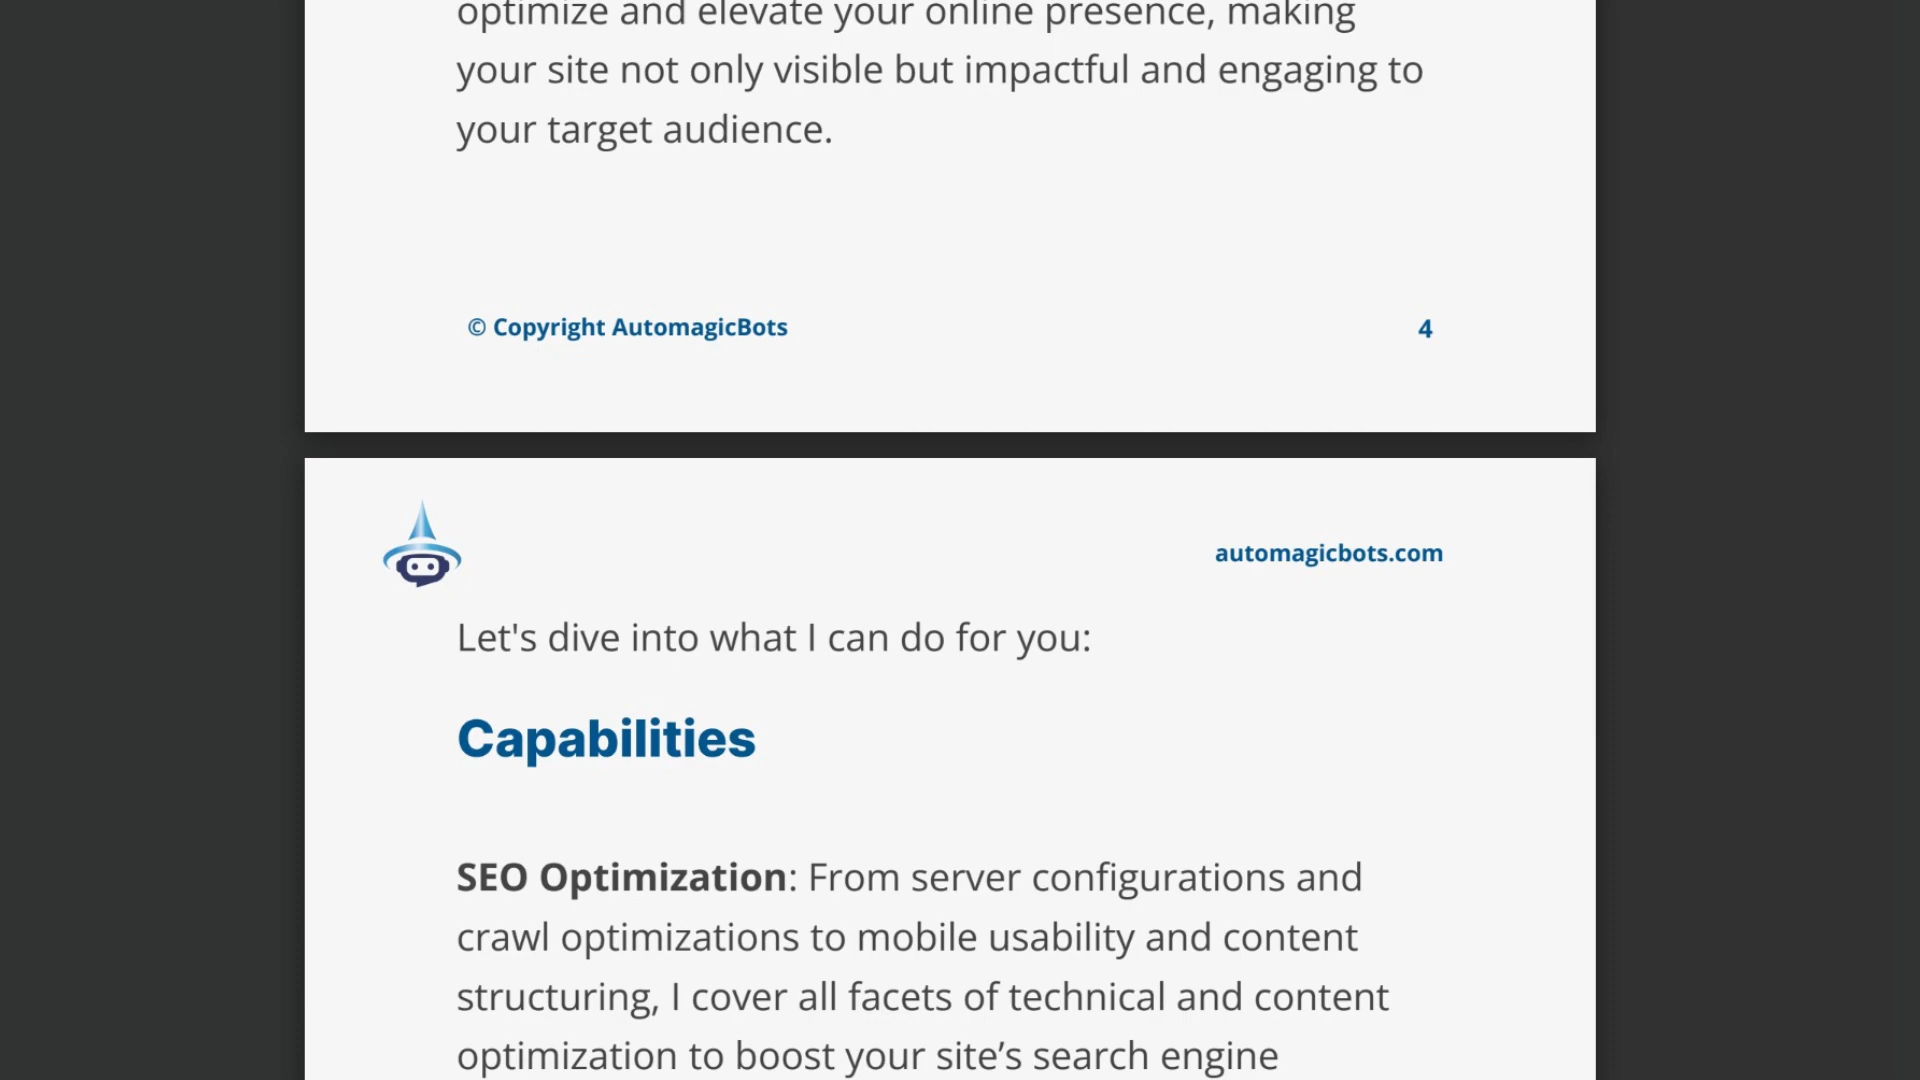 optimize and elevate your online presence, making
your site not only visible but impactful and engaging to
your target audience.
© Copyright AutomagicBots 4
automagicbots.com
Let's dive into what I can do for you:
Capabilities
SEO Optimization: From server configurations and
crawl optimizations to mobile usability and content
structuring, I cover all facets of technical and content
optimization to boost your site’s search engine